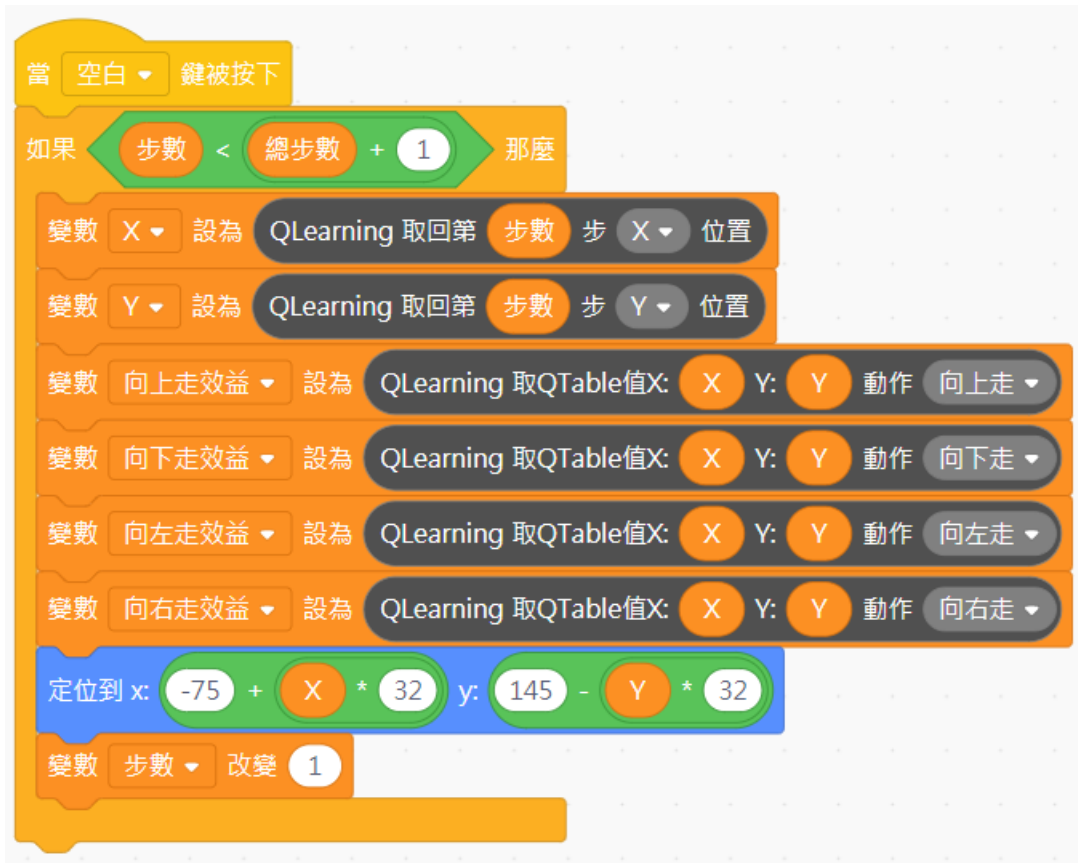 當 空白 鍵被按下
如果 步數 < 總步數 + 1 那麼
變數 X 設為 QLearning 取回第 步數 步 X 位置
變數 Y 設為 QLearning 取回第 步數 步 Y 位置
變數 向上走效益 設為 QLearning 取QTable值X: X Y: Y 動作 向上走
變數 向下走效益 設為 QLearning 取QTable值X: X Y: Y 動作 向下走
變數 向左走效益 設為 QLearning 取QTable值X: X Y: Y 動作 向左走
變數 向右走效益 設為 QLearning 取QTable值X: X Y: Y 動作 向右走
定位到 x: -75 + X * 32 y: 145 - Y * 32
變數 步數 改變 1